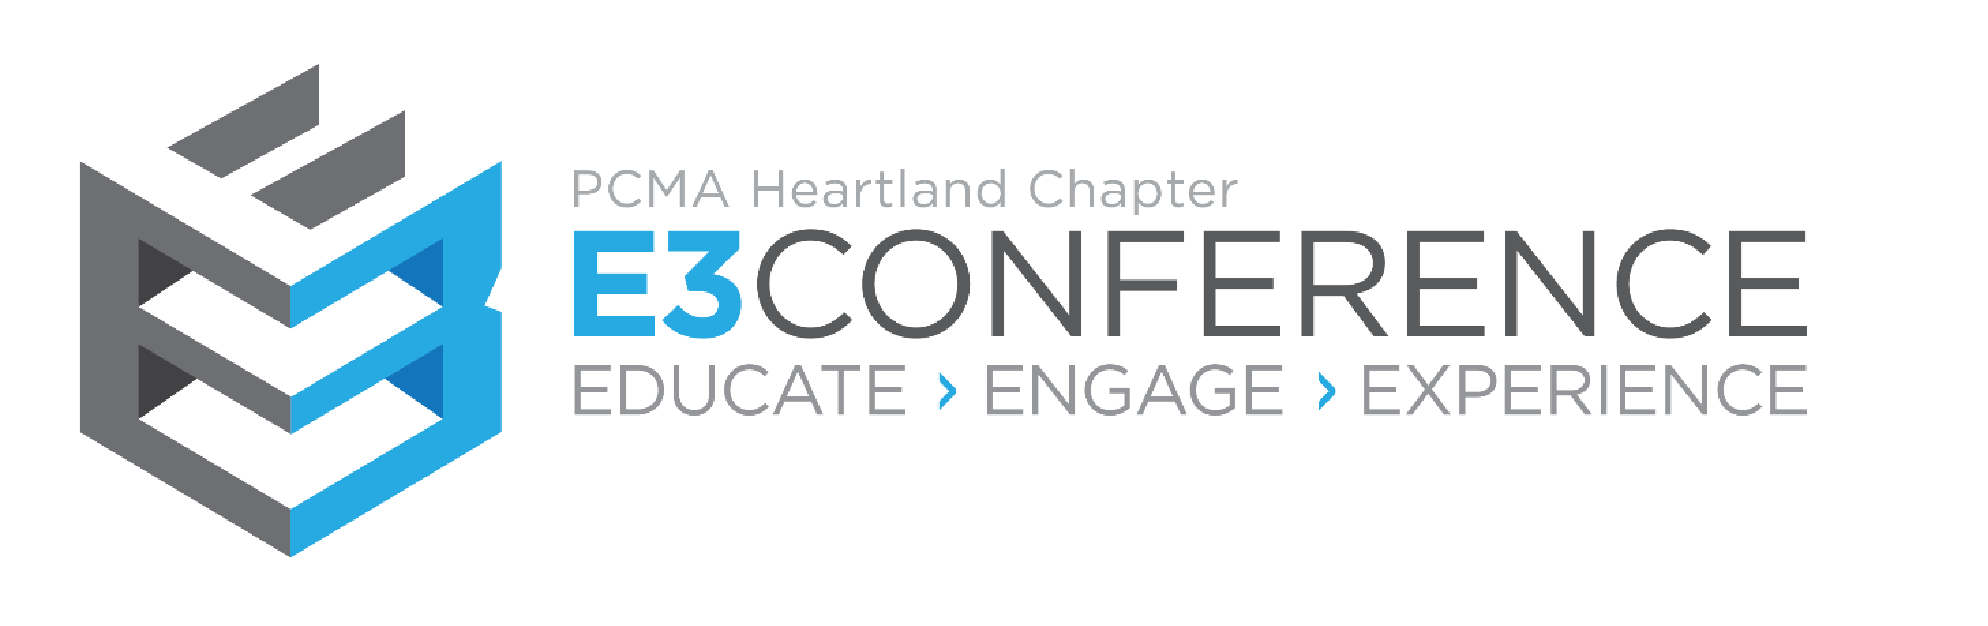 PCMA Heartland Chapter
E3CONFERENCE
EDUCATE › ENGAGE › EXPERIENCE